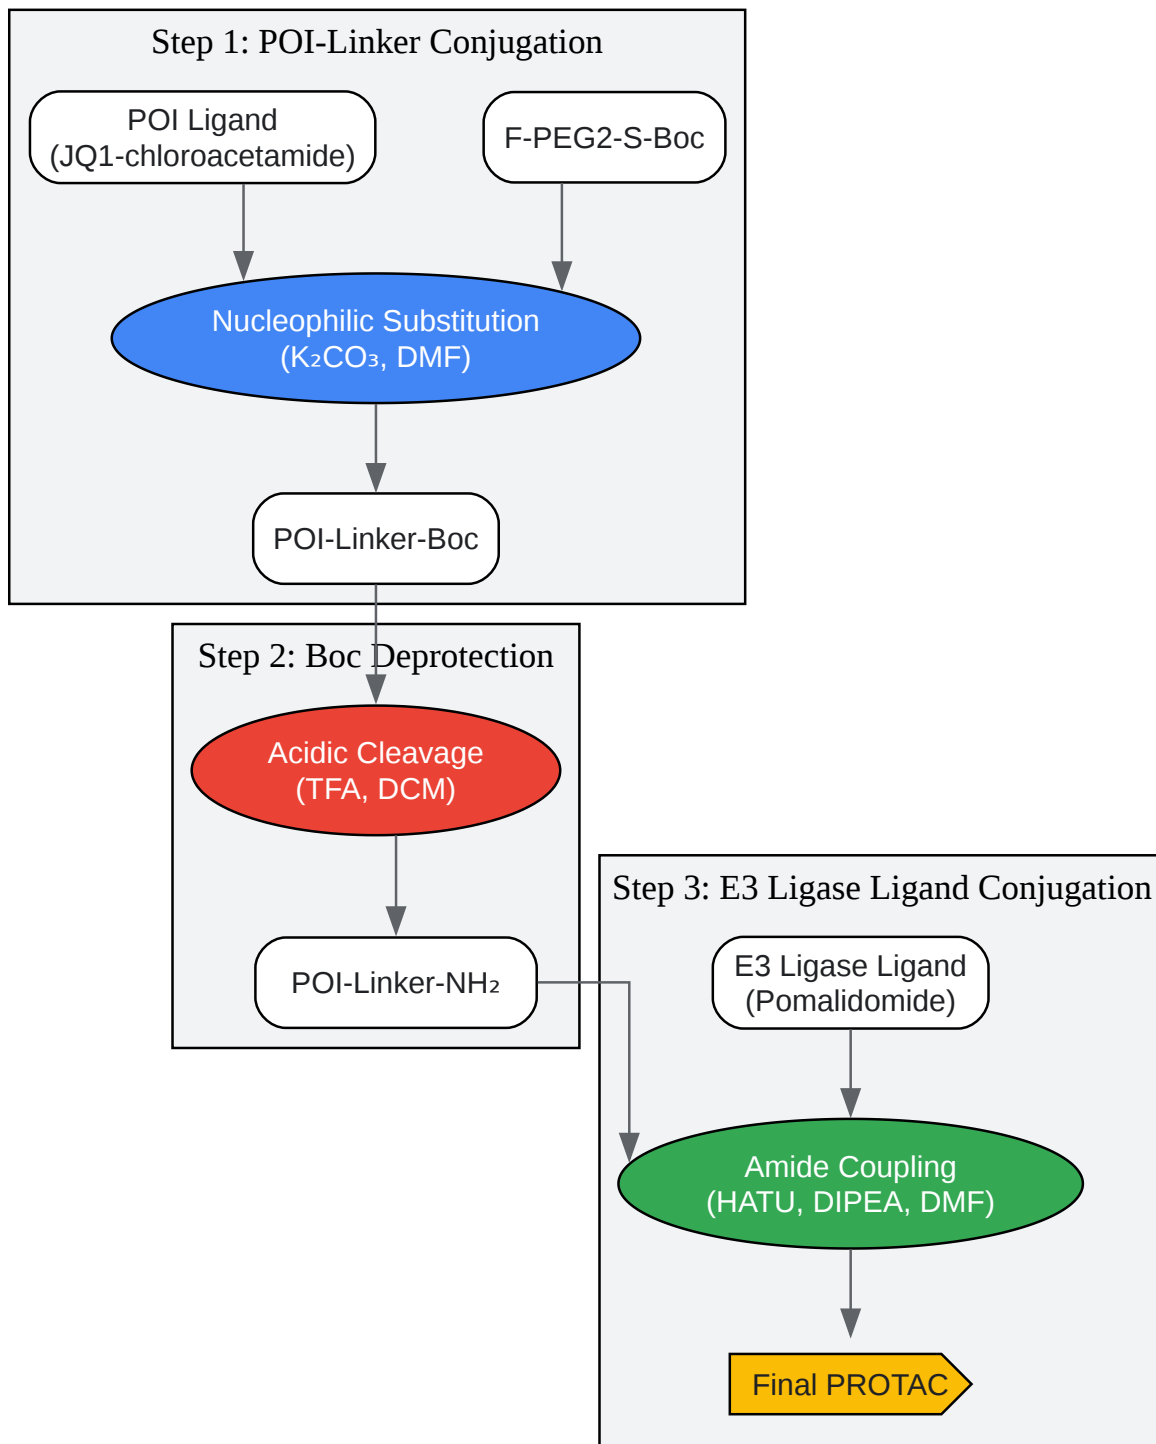 Step 1: POI-Linker Conjugation
POI Ligand
(JQ1-chloroacetamide)
F-PEG2-S-Boc
Nucleophilic Substitution
(K₂CO₃, DMF)
POI-Linker-Boc
Step 2: Boc Deprotection
Acidic Cleavage
(TFA, DCM)
POI-Linker-NH₂
Step 3: E3 Ligase Ligand Conjugation
E3 Ligase Ligand
(Pomalidomide)
Amide Coupling
(HATU, DIPEA, DMF)
Final PROTAC